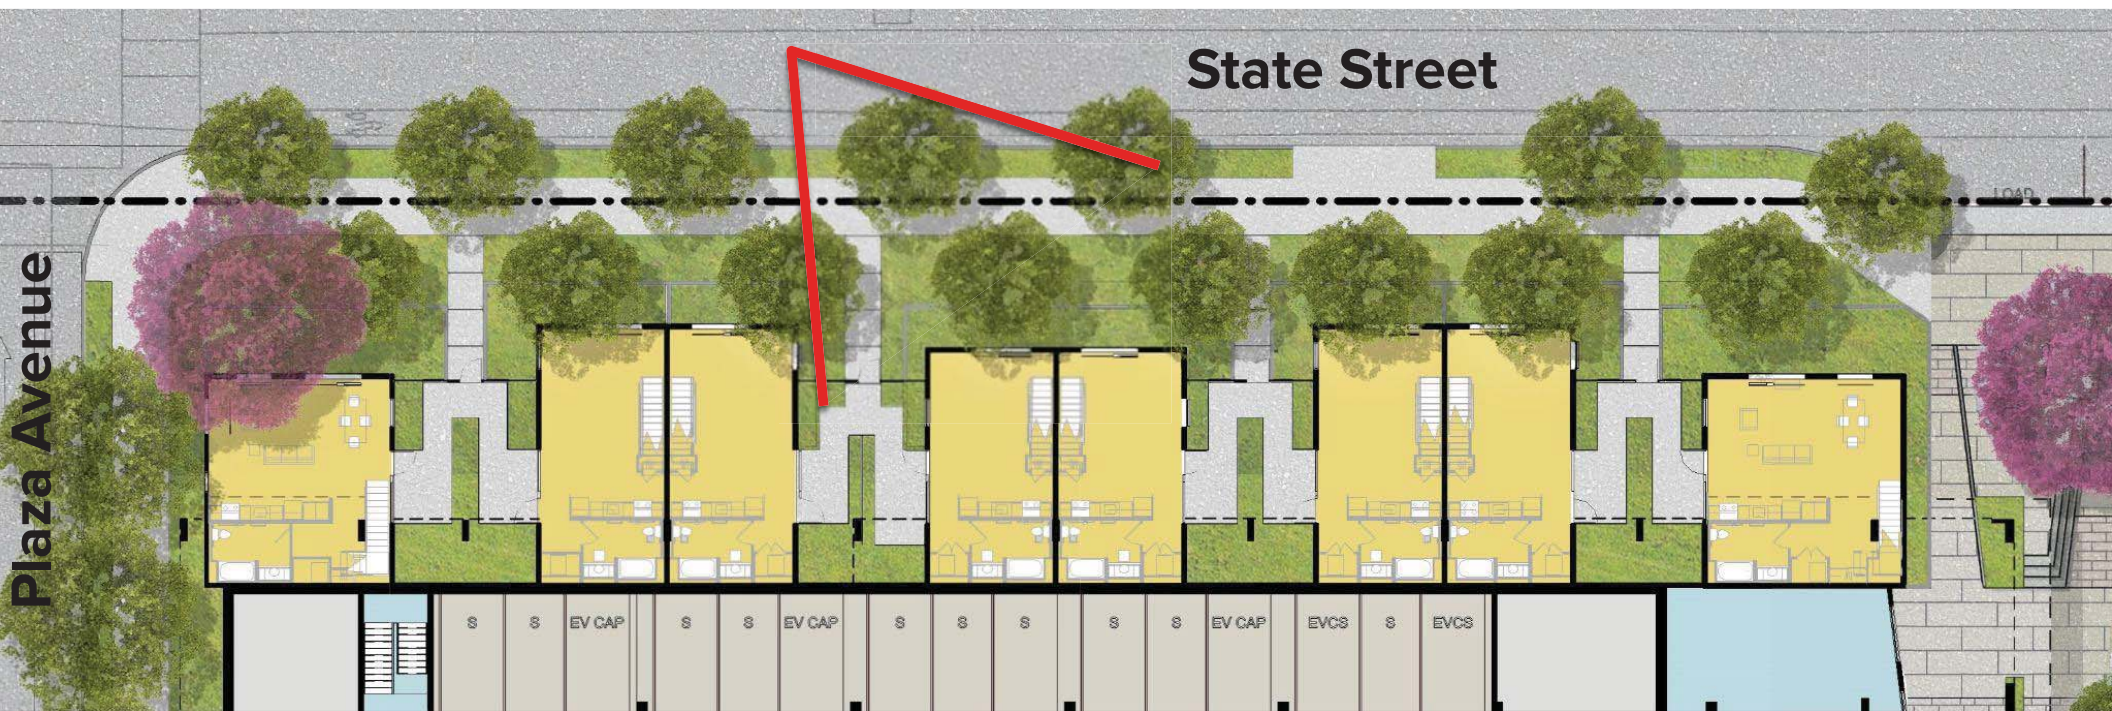 State Street
LOAD
Plaza Avenue
S S EV CAP S S EV CAP S S S S S EV CAP EVCS S EVCS